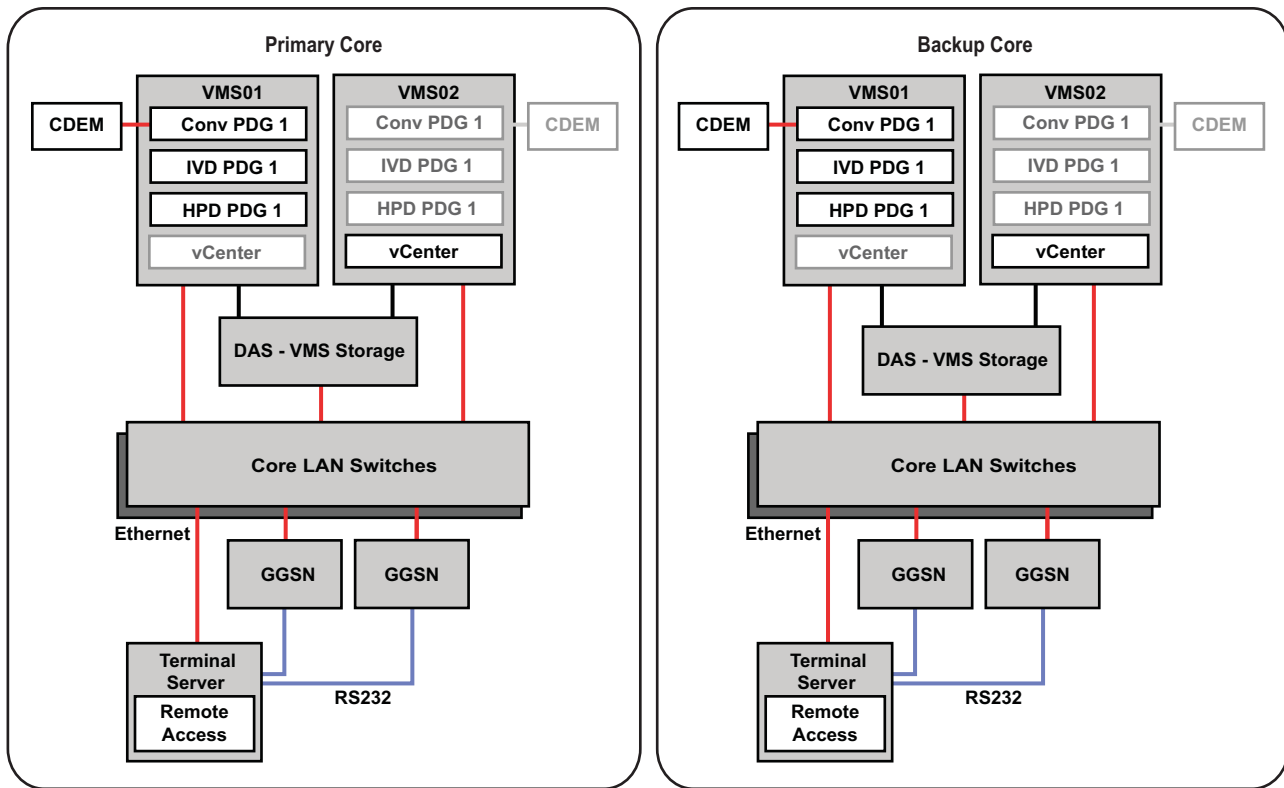 Primary Core
VMS01
VMS02
CDEM
Conv PDG 1
Conv PDG 1
CDEM
IVD PDG 1
IVD PDG 1
HPD PDG 1
HPD PDG 1
vCenter
vCenter
DAS - VMS Storage
Core LAN Switches
Ethernet
GGSN
GGSN
Terminal
Server
RS232
Remote
Access
Backup Core
VMS01
VMS02
CDEM
Conv PDG 1
Conv PDG 1
CDEM
IVD PDG 1
IVD PDG 1
HPD PDG 1
HPD PDG 1
vCenter
vCenter
DAS - VMS Storage
Core LAN Switches
Ethernet
GGSN
GGSN
Terminal
Server
RS232
Remote
Access